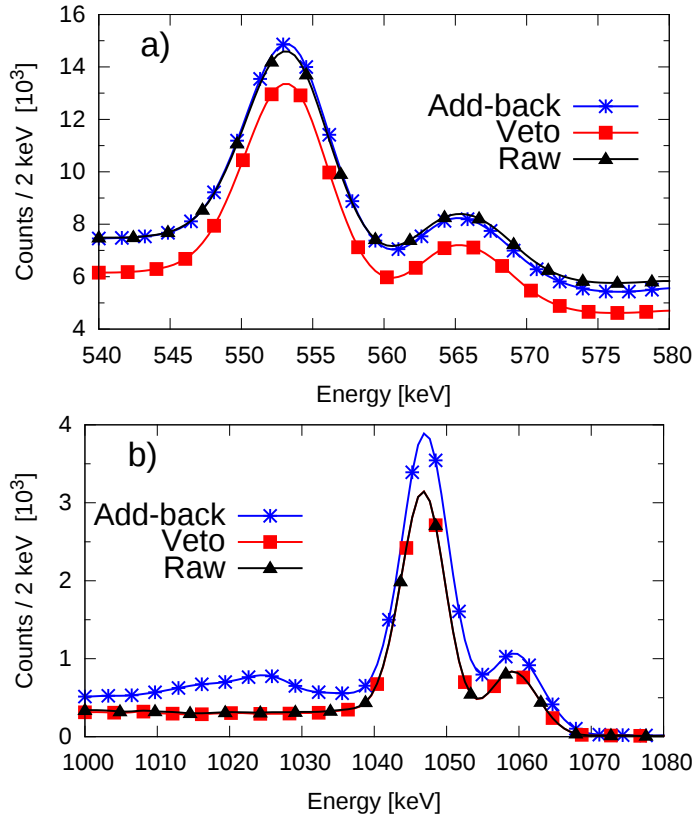 a)
Counts / 2 keV [10³]
16
14
12
10
8
6
4
Add-back
Veto
Raw
540 545 550 555 560 565 570 575 580
Energy [keV]
b)
Counts / 2 keV [10³]
4
3
2
1
0
Add-back
Veto
Raw
1000 1010 1020 1030 1040 1050 1060 1070 1080
Energy [keV]